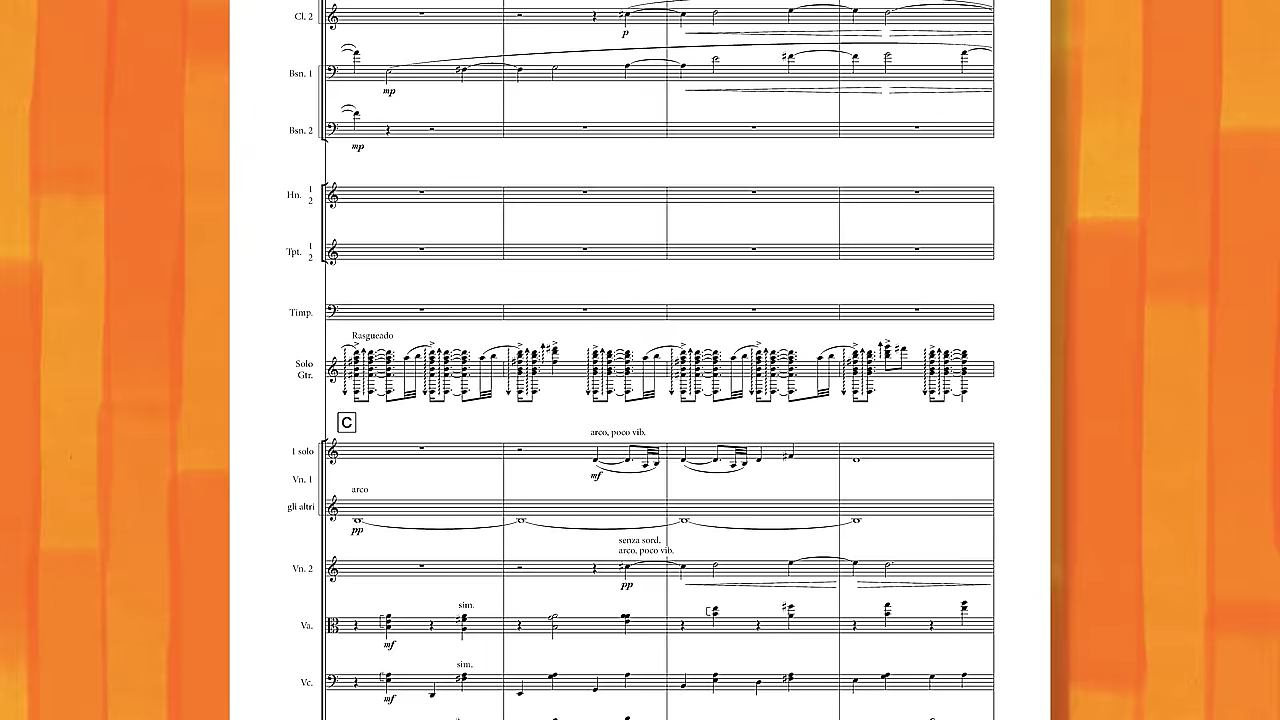 Cl. 2
p
Bsn. 1
mp
Bsn. 2
mp
Hn. 1 2
Tpt. 1 2
Timp.
Rasgueado
Solo Gtr.
C
arco, poco vib.
1 solo
mf
Vn. 1
arco
gli altri
pp
senza sord.
arco, poco vib.
Vn. 2
pp
sim.
Va.
mf
sim.
Vc.
mf